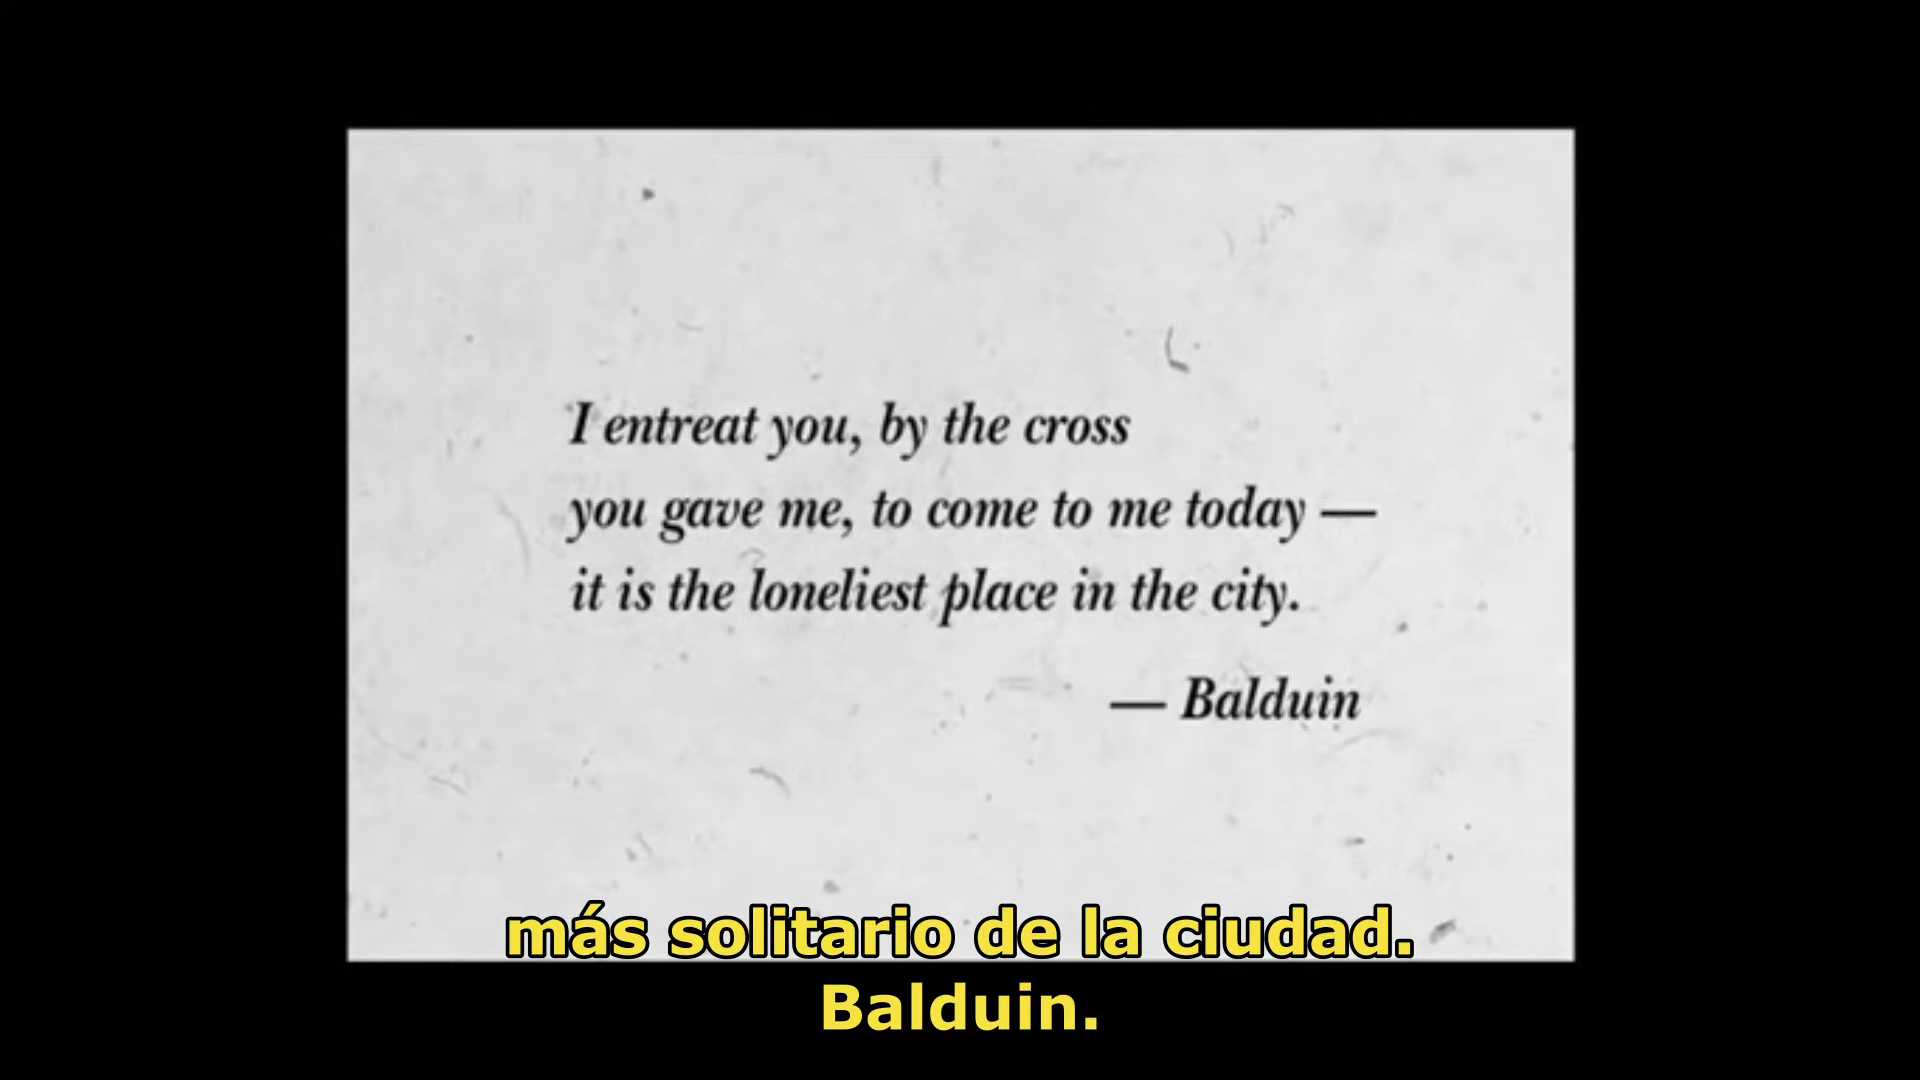 I entreat you, by the cross
you gave me, to come to me today —
it is the loneliest place in the city.
— Balduin
más solitario de la ciudad.
Balduin.